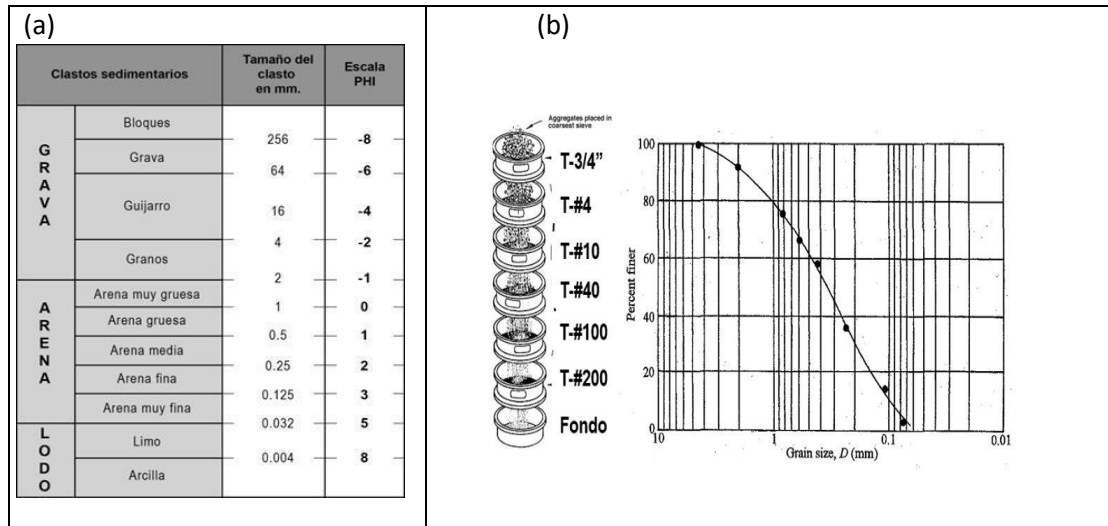 (a)
Clastos sedimentarios
Tamaño del
clasto
en mm.
Escala
PHI
G
R
A
V
A
Bloques
256
-8
Grava
64
-6
Guijarro
16
-4
4
-2
Granos
2
-1
A
R
E
N
A
Arena muy gruesa
1
0
Arena gruesa
0.5
1
Arena media
0.25
2
Arena fina
0.125
3
Arena muy fina
0.032
5
L
O
D
O
Limo
0.004
8
Arcilla
(b)
Aggregates placed in
coarsest sieve
T-3/4"
T-#4
T-#10
T-#40
T-#100
T-#200
Fondo
Percent finer
100
80
60
40
20
0
10
1
0.1
0.01
Grain size, D (mm)